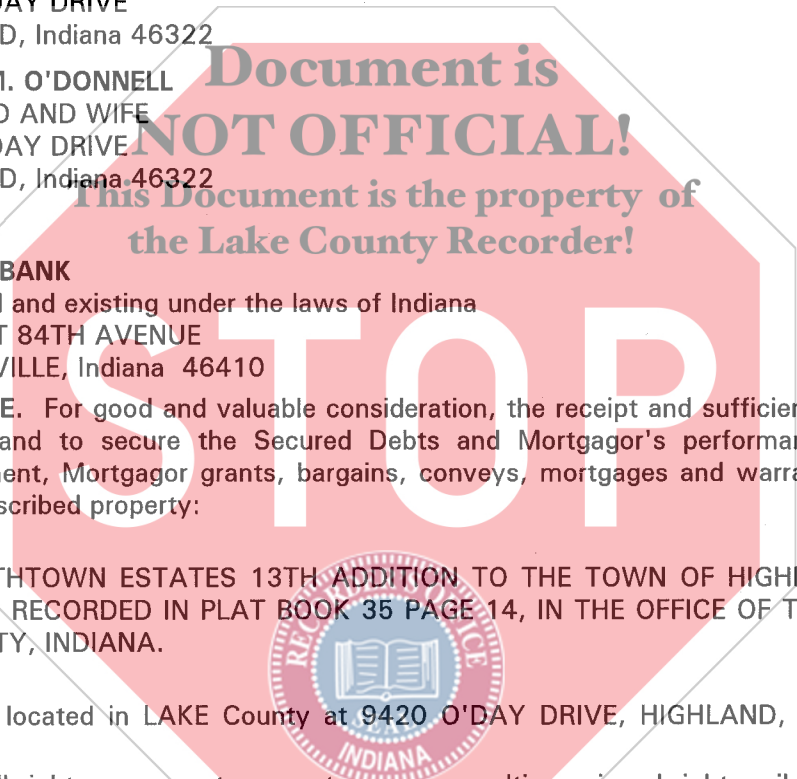 DAY DRIVE
D, Indiana 46322
M. O'DONNELL
D AND WIFE
DAY DRIVE
D, Indiana 46322
Document is
NOT OFFICIAL!
This Document is the property of
the Lake County Recorder!
BANK
and existing under the laws of Indiana
T 84TH AVENUE
VILLE, Indiana 46410
STOP
E. For good and valuable consideration, the receipt and sufficien
and to secure the Secured Debts and Mortgagor's performa
ent, Mortgagor grants, bargains, conveys, mortgages and warra
scribed property:
THTOWN ESTATES 13TH ADDITION TO THE TOWN OF HIGH
RECORDED IN PLAT BOOK 35 PAGE 14, IN THE OFFICE OF T
TY, INDIANA.
RECORDER'S OFFICE
SEAL
INDIANA
located in LAKE County at 9420 O'DAY DRIVE, HIGHLAND,